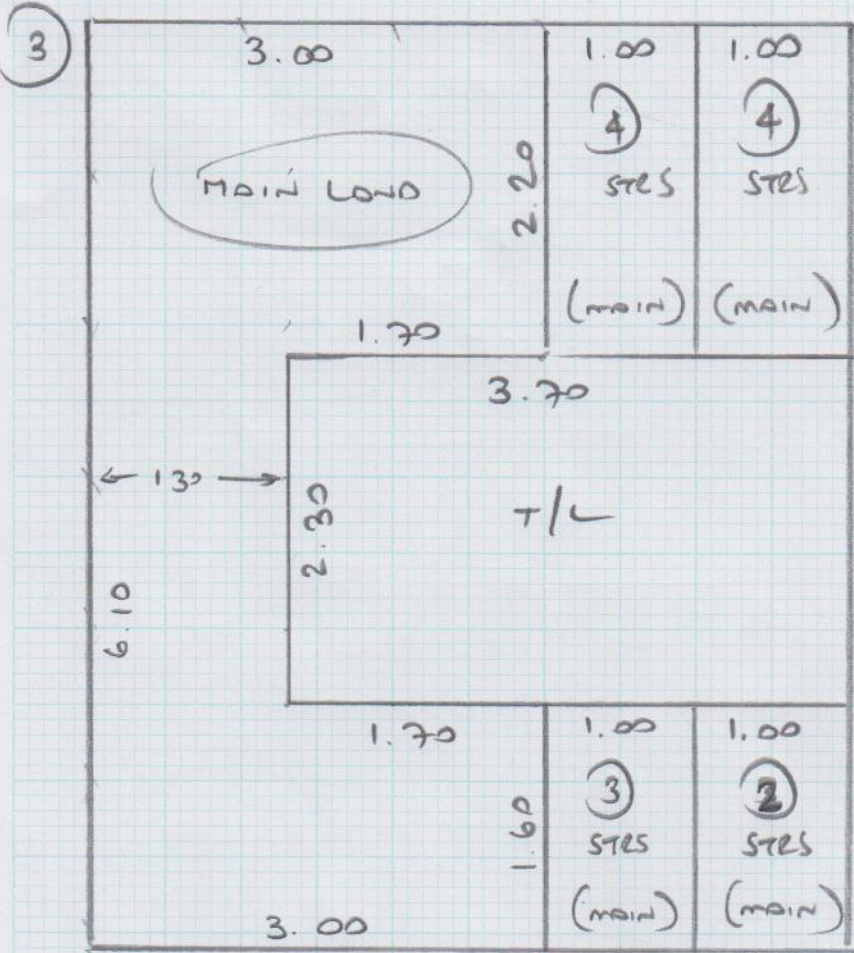 3
3.00
1.00
1.00
4
4
STRS
STRS
MAIN LAND
2.20
(MAIN)
(MAIN)
1.70
3.70
130
2.30
T/L
6.10
1.70
1.00
1.00
3
2
STRS
STRS
1.60
(MAIN)
(MAIN)
3.00